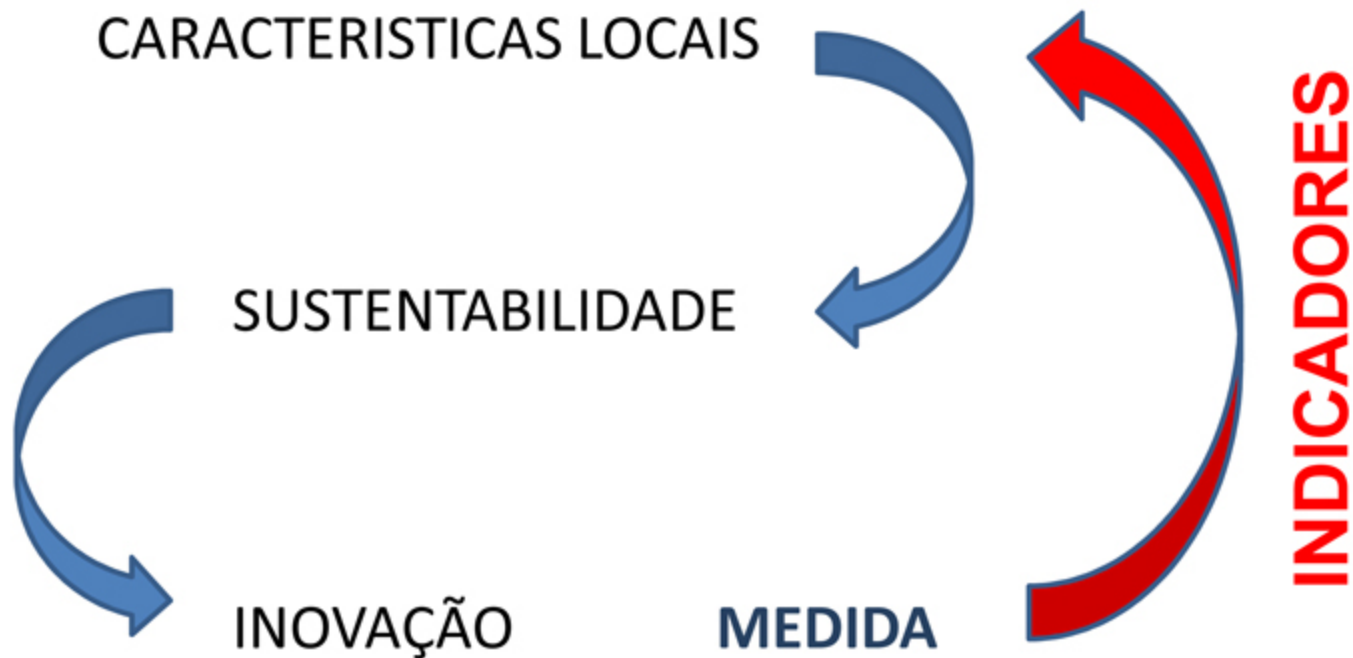 CARACTERISTICAS LOCAIS
SUSTENTABILIDADE
INOVAÇÃO MEDIDA
INDICADORES